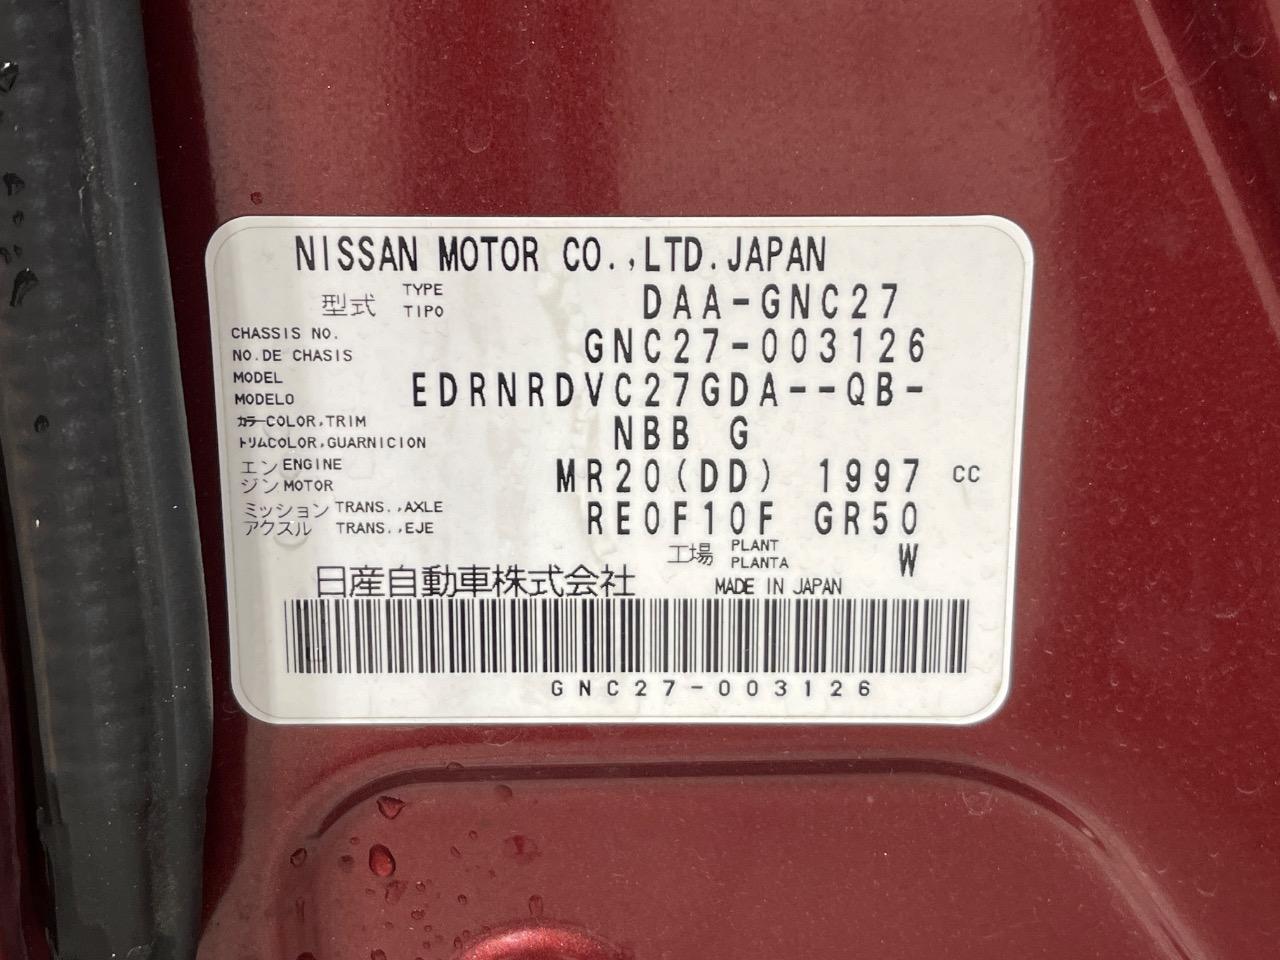 NISSAN MOTOR CO.,LTD.JAPAN
型式 TYPE TIPO DAA-GNC27
CHASSIS NO. GNC27-003126
NO.DE CHASIS
MODEL
MODELO EDRNRDVC27GDA--QB-
カラーCOLOR,TRIM NBB G
トリムCOLOR,GUARNICION
エンジン ENGINE MOTOR MR20(DD) 1997 CC
ミッション TRANS.,AXLE RE0F10F GR50
アクスル TRANS.,EJE
工場 PLANT PLANTA W
日産自動車株式会社 MADE IN JAPAN
GNC27-003126